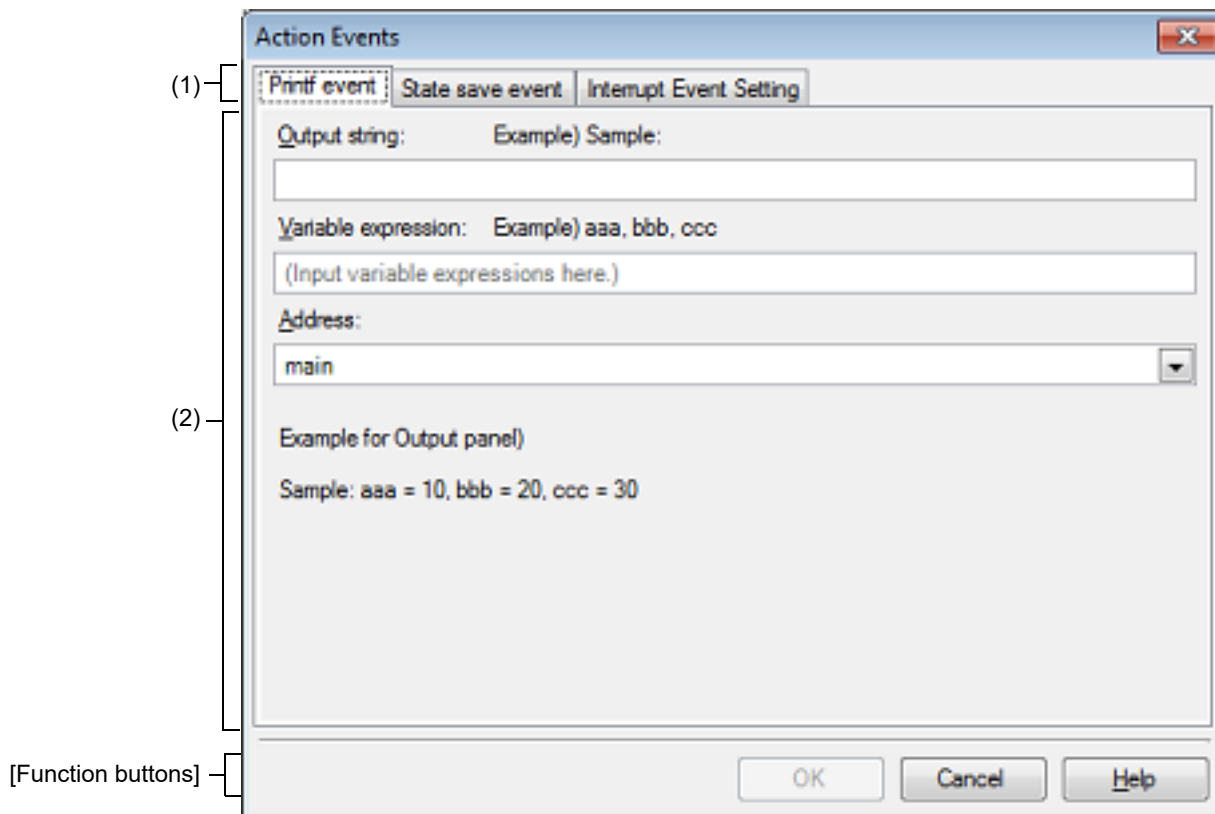 Action Events
(1)
Printf event State save event Interrupt Event Setting
Output string: Example) Sample:
Variable expression: Example) aaa, bbb, ccc
(Input variable expressions here.)
Address:
main
(2)
Example for Output panel)
Sample: aaa = 10, bbb = 20, ccc = 30
[Function buttons]
OK Cancel Help